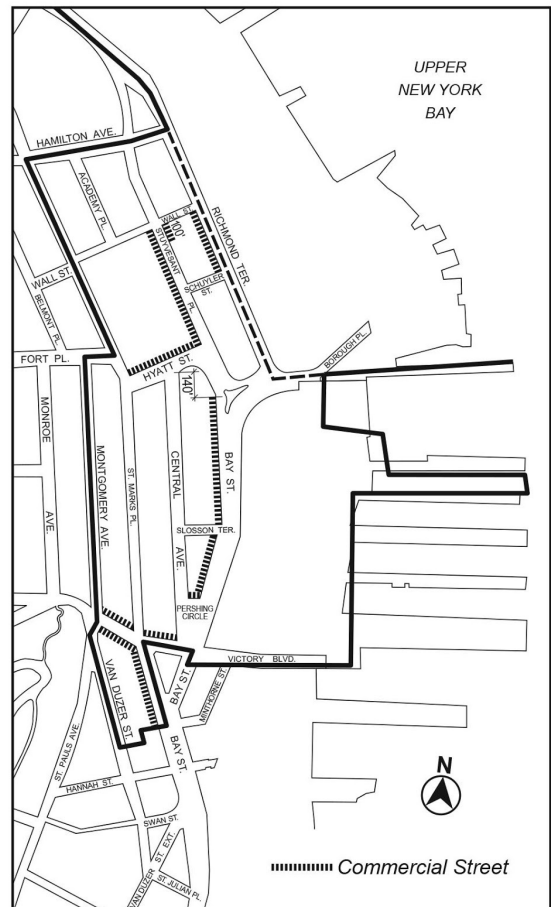 UPPER
NEW YORK
BAY
HAMILTON AVE.
ACADEMY PL.
WALL ST.
100'
STUYVESANT
PL.
RICHMOND TER.
SCHUYLER
ST.
WALL ST.
BELMONT PL.
BOROUGH PL.
FORT PL.
HYATT ST.
140'
MONROE
AVE.
MONTGOMERY AVE.
ST. MARKS PL.
CENTRAL
AVE.
BAY ST.
SLOSSON TER.
PERSHING
CIRCLE
VICTORY BLVD.
VAN DUZER ST.
BAY ST.
MINTHORNE ST.
BAY ST.
ST. PAULS AVE.
HANNAH ST.
SWAN ST.
VAN DUZER ST. EXT.
ST. JULIAN PL.
N
Commercial Street